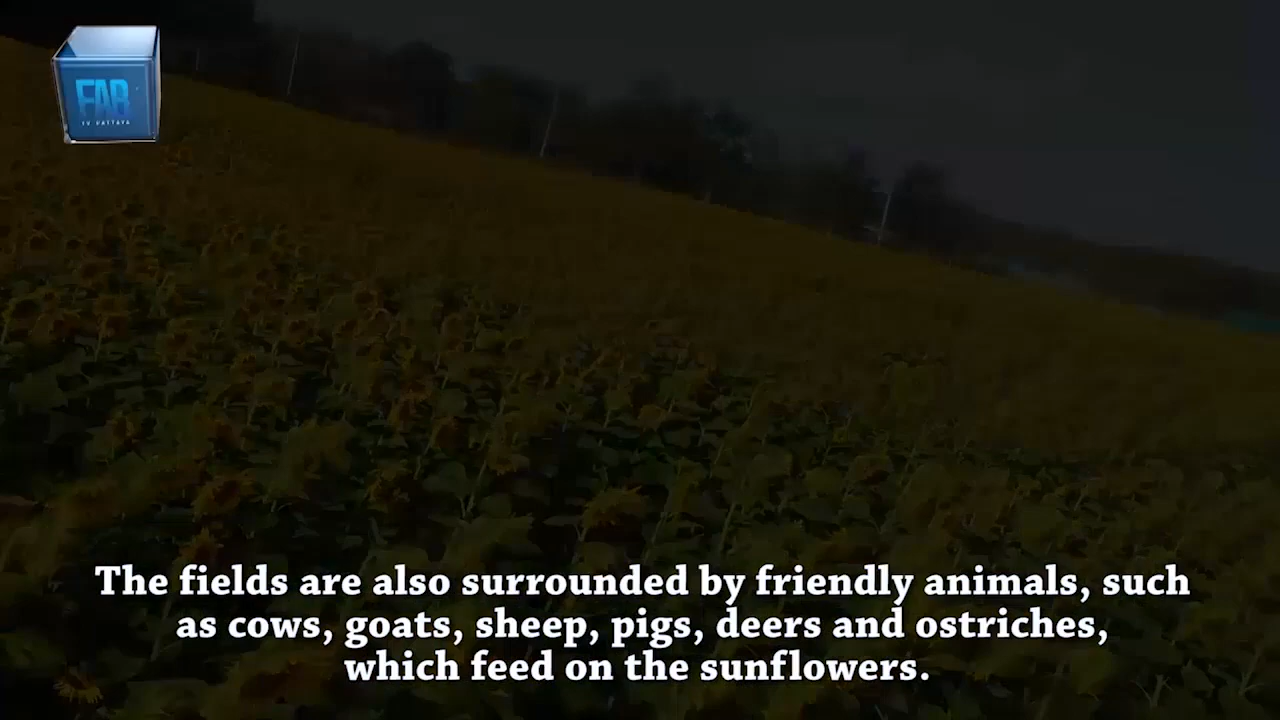 FAB
TV PATTAYA
The fields are also surrounded by friendly animals, such
as cows, goats, sheep, pigs, deers and ostriches,
which feed on the sunflowers.